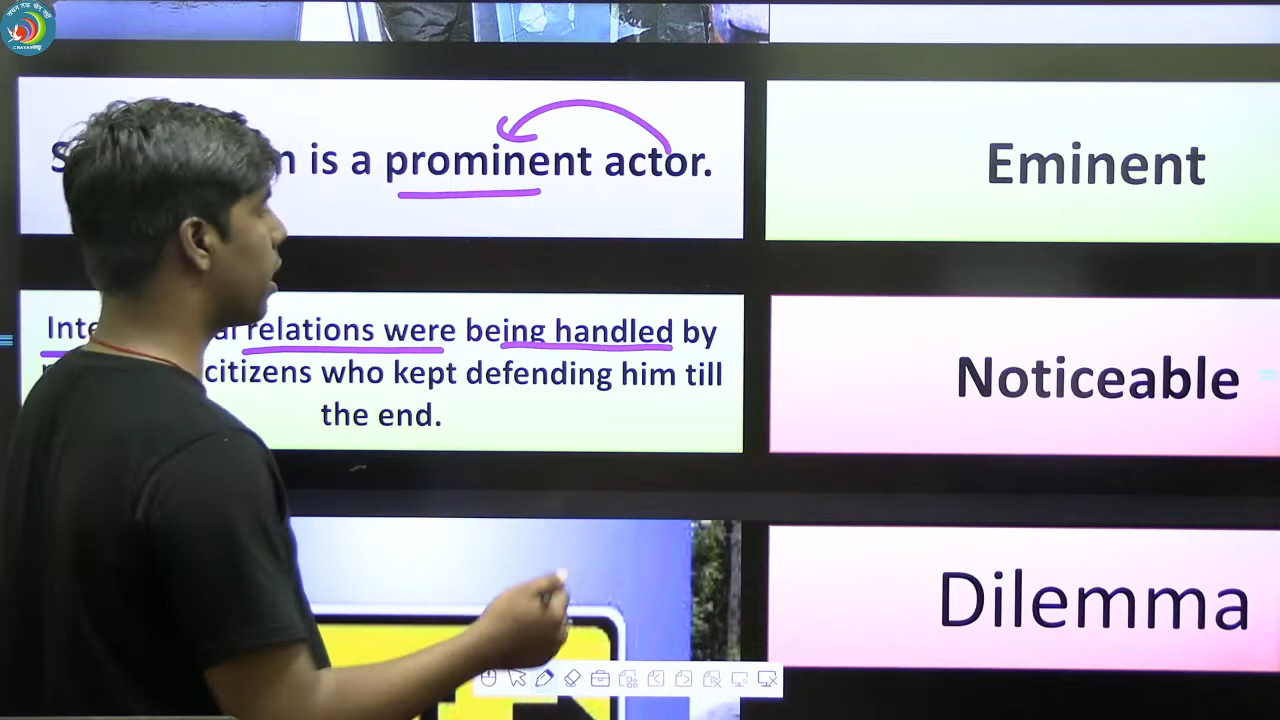 is a prominent actor.
Eminent
relations were being handled by
citizens who kept defending him till
the end.
Noticeable
Dilemma